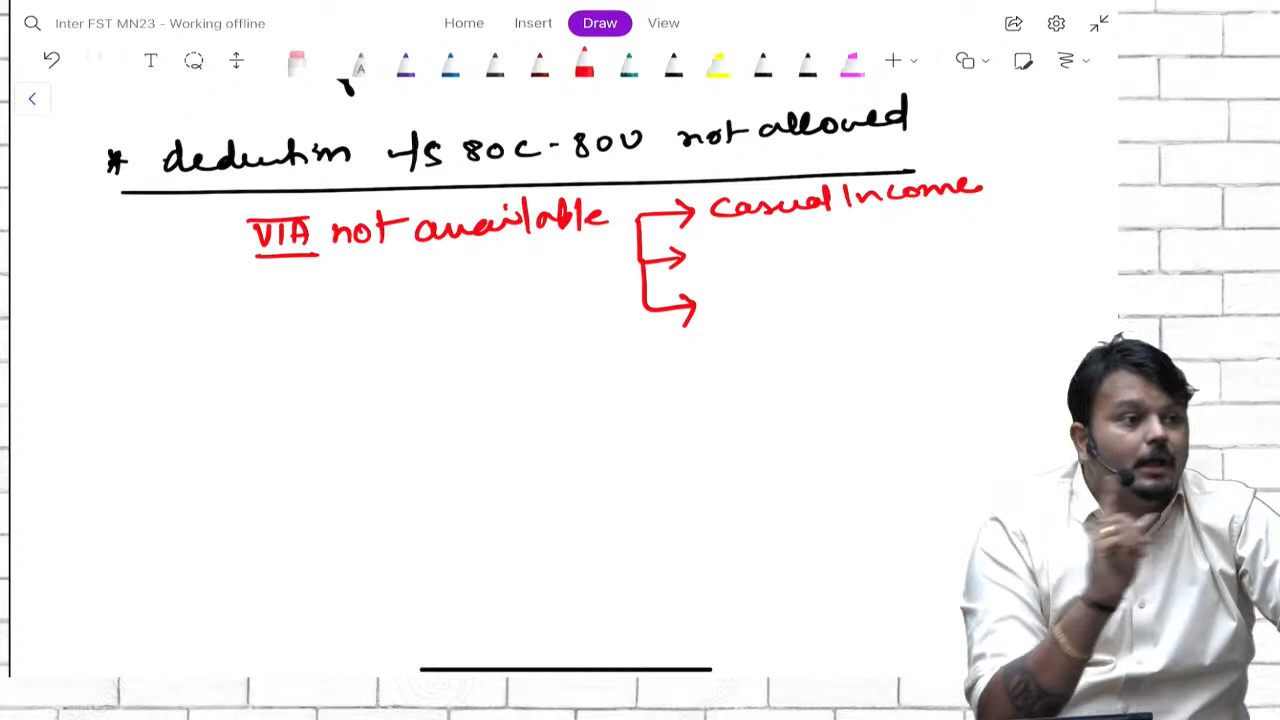 Inter FST MN23 - Working offline
Home Insert Draw View
T
A
* deduction u/s 80C - 80U not allowed
VIA not available → Casual Income